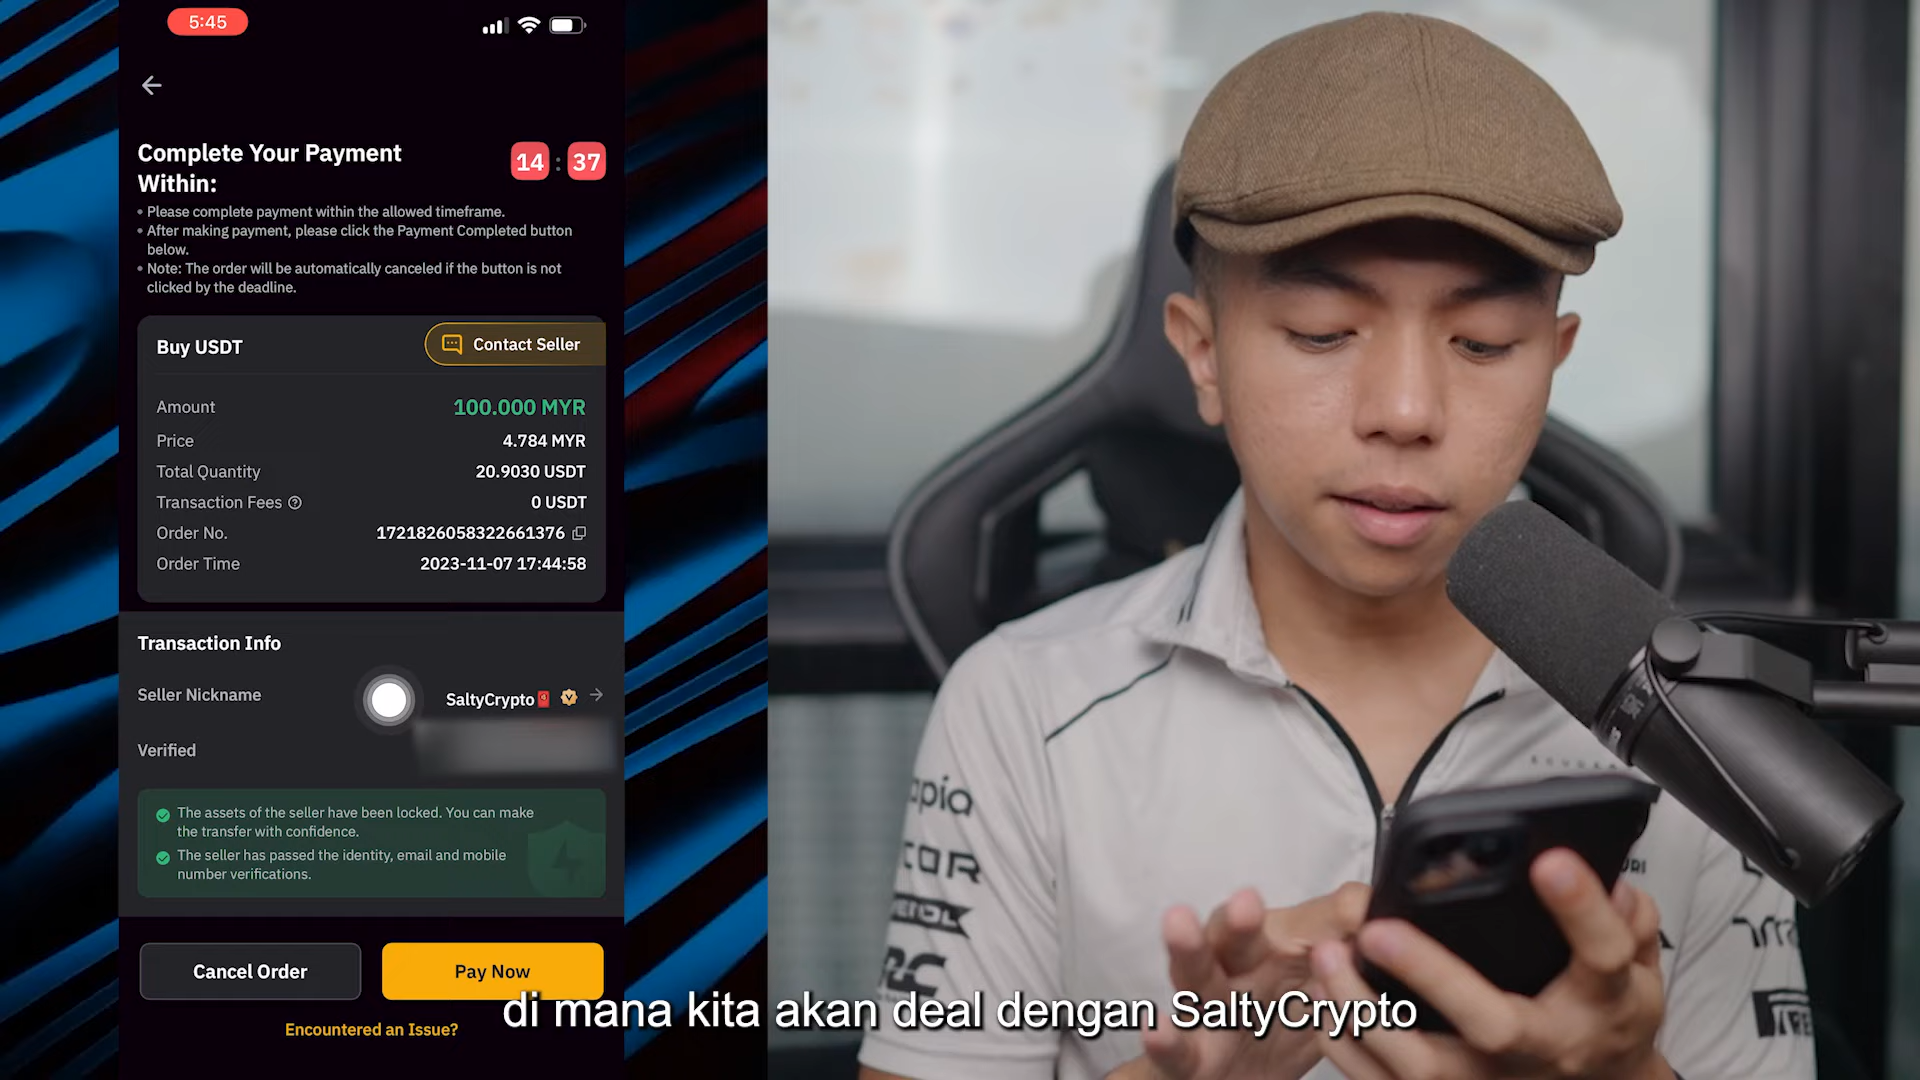 5:45
Complete Your Payment
Within:
14 : 37
• Please complete payment within the allowed timeframe.
• After making payment, please click the Payment Completed button
below.
• Note: The order will be automatically canceled if the button is not
clicked by the deadline.
Buy USDT
Contact Seller
Amount 100.000 MYR
Price 4.784 MYR
Total Quantity 20.9030 USDT
Transaction Fees 0 USDT
Order No. 1721826058322661376
Order Time 2023-11-07 17:44:58
Transaction Info
Seller Nickname SaltyCrypto
Verified
The assets of the seller have been locked. You can make
the transfer with confidence.
The seller has passed the identity, email and mobile
number verifications.
Cancel Order
Pay Now
Encountered an Issue?
di mana kita akan deal dengan SaltyCrypto